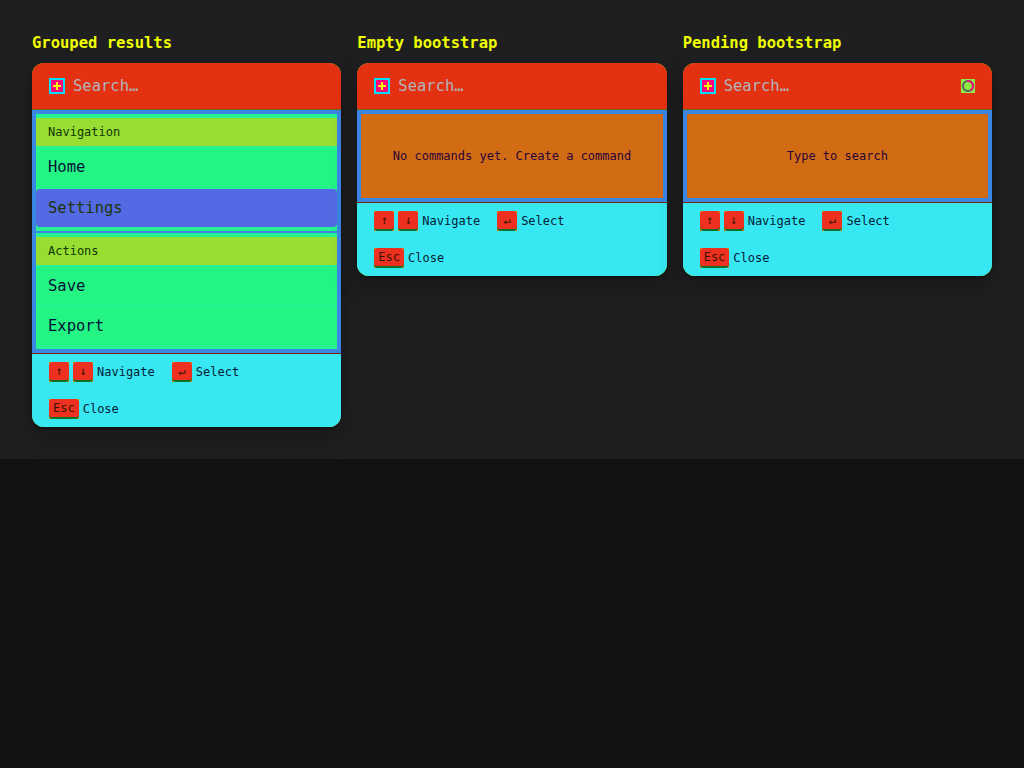 Grouped results
Search…
Navigation
Home
Settings
Actions
Save
Export
↑ ↓ Navigate ↵ Select
Esc Close
Empty bootstrap
Search…
No commands yet. Create a command
↑ ↓ Navigate ↵ Select
Esc Close
Pending bootstrap
Search…
Type to search
↑ ↓ Navigate ↵ Select
Esc Close